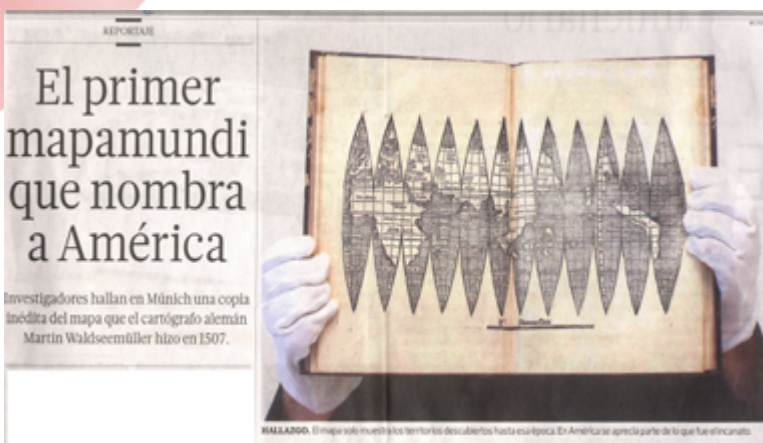 REPORTAJE
El primer
mapamundi
que nombra
a América
Investigadores hallan en Múnich una copia
inédita del mapa que el cartógrafo alemán
Martin Waldseemüller hizo en 1507.
HALLAZGO. El mapa solo muestra los territorios descubiertos hasta esa época. En América se aprecia parte de lo que fue el incanato.